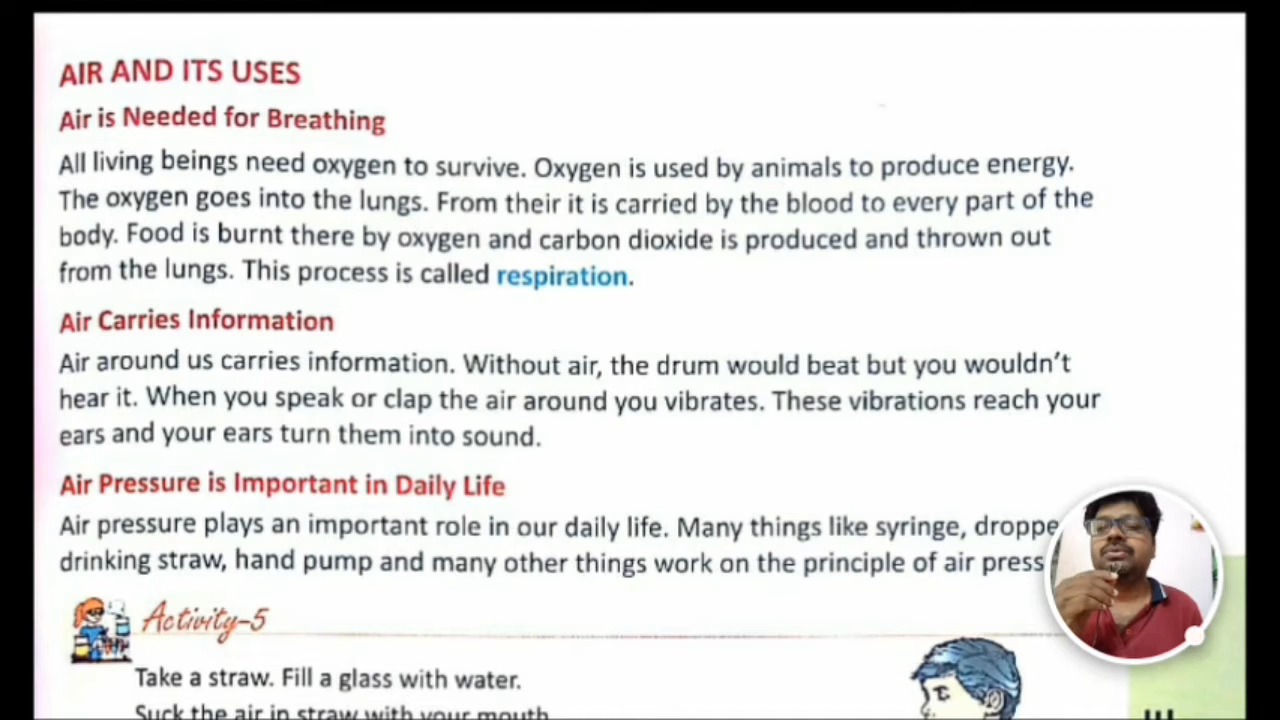 AIR AND ITS USES
Air is Needed for Breathing
All living beings need oxygen to survive. Oxygen is used by animals to produce energy.
The oxygen goes into the lungs. From their it is carried by the blood to every part of the
body. Food is burnt there by oxygen and carbon dioxide is produced and thrown out
from the lungs. This process is called respiration.
Air Carries Information
Air around us carries information. Without air, the drum would beat but you wouldn't
hear it. When you speak or clap the air around you vibrates. These vibrations reach your
ears and your ears turn them into sound.
Air Pressure is Important in Daily Life
Air pressure plays an important role in our daily life. Many things like syringe, droppe
drinking straw, hand pump and many other things work on the principle of air press
Activity-5
Take a straw. Fill a glass with water.
Suck the air in straw with your mouth